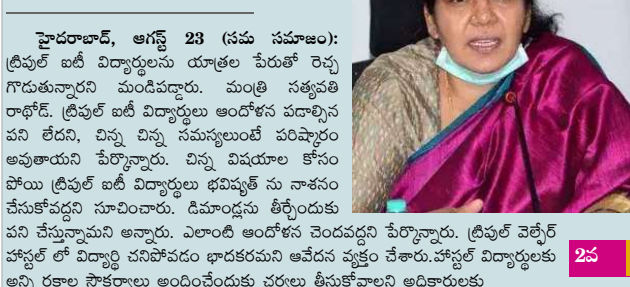 హైదరాబాద్, ఆగస్ట్ 23 (సమ సమాజం):
ట్రిపుల్ ఐటీ విద్యార్థులను యాత్రల పేరుతో రెచ్చ
గొడుతున్నారని మండిపడ్డారు. మంత్రి సత్యవతి
రాథోడ్. ట్రిపుల్ ఐటీ విద్యార్థులు ఆందోళన పడాల్సిన
పని లేదని, చిన్న చిన్న సమస్యలుంటే పరిష్కారం
అవుతాయని పేర్కొన్నారు. చిన్న విషయాల కోసం
పోయి ట్రిపుల్ ఐటీ విద్యార్థులు భవిష్యత్ ను నాశనం
చేసుకోవద్దని సూచించారు. డిమాండ్లను తీర్చేందుకు
పని చేస్తున్నామని అన్నారు. ఎలాంటి ఆందోళన చెందవద్దని పేర్కొన్నారు. ట్రిపుల్ వెల్ఫేర్
హాస్టల్ లో విద్యార్థి చనిపోవడం భాదకరమని ఆవేదన వ్యక్తం చేశారు.హాస్టల్ విద్యార్థులకు
అన్ని రకాల సౌకర్యాలు అందించేందుకు చర్యలు తీసుకోవాలని అధికారులకు
2వ